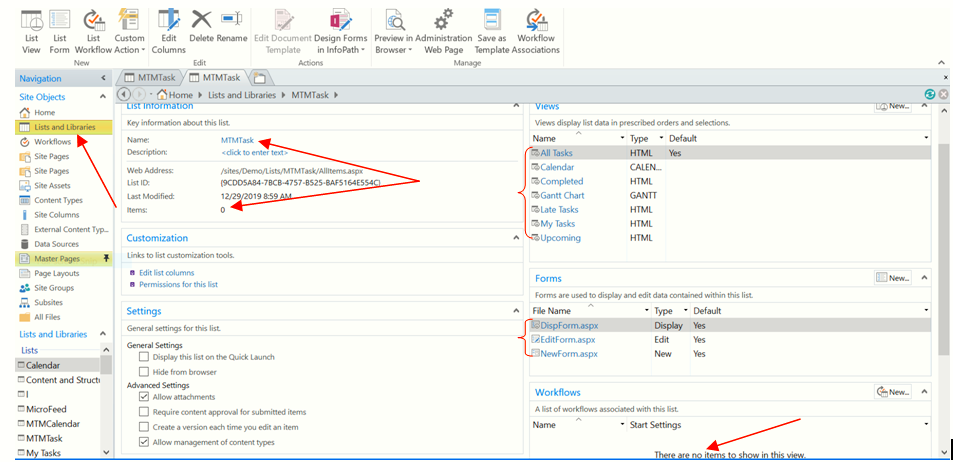 List View
List Form
List Workflow
Custom Action
Edit Columns
Delete
Rename
Edit Document Template
Design Forms in InfoPath
Preview in Browser
Administration Web Page
Save as Template
Workflow Associations
New
Edit
Actions
Manage
Navigation
MTMTask
MTMTask
Home
Lists and Libraries
MTMTask
Site Objects
Home
Lists and Libraries
Workflows
Site Pages
Site Pages
Site Assets
Content Types
Site Columns
External Content Typ...
Data Sources
Master Pages
Page Layouts
Site Groups
Subsites
All Files
Lists and Libraries
Lists
Calendar
Content and Struct
I
MicroFeed
MTMCalendar
MTMTask
My Tasks
List Information
Key information about this list.
Name: MTMTask
Description: <click to enter text>
Web Address: /sites/Demo/Lists/MTMTask/AllItems.aspx
List ID: {9CDD5A84-7BCB-4757-B525-BAF5164E554C}
Last Modified: 12/29/2019 8:59 AM
Items: 0
Customization
Links to list customization tools.
Edit list columns
Permissions for this list
Settings
General settings for this list.
General Settings
Display this list on the Quick Launch
Hide from browser
Advanced Settings
Allow attachments
Require content approval for submitted items
Create a version each time you edit an item
Allow management of content types
Views
New...
Views display list data in prescribed orders and selections.
Name Type Default
All Tasks HTML Yes
Calendar CALEN...
Completed HTML
Gantt Chart GANTT
Late Tasks HTML
My Tasks HTML
Upcoming HTML
Forms
New...
Forms are used to display and edit data contained within this list.
File Name Type Default
DispForm.aspx Display Yes
EditForm.aspx Edit Yes
NewForm.aspx New Yes
Workflows
New...
A list of workflows associated with this list.
Name Start Settings
There are no items to show in this view.